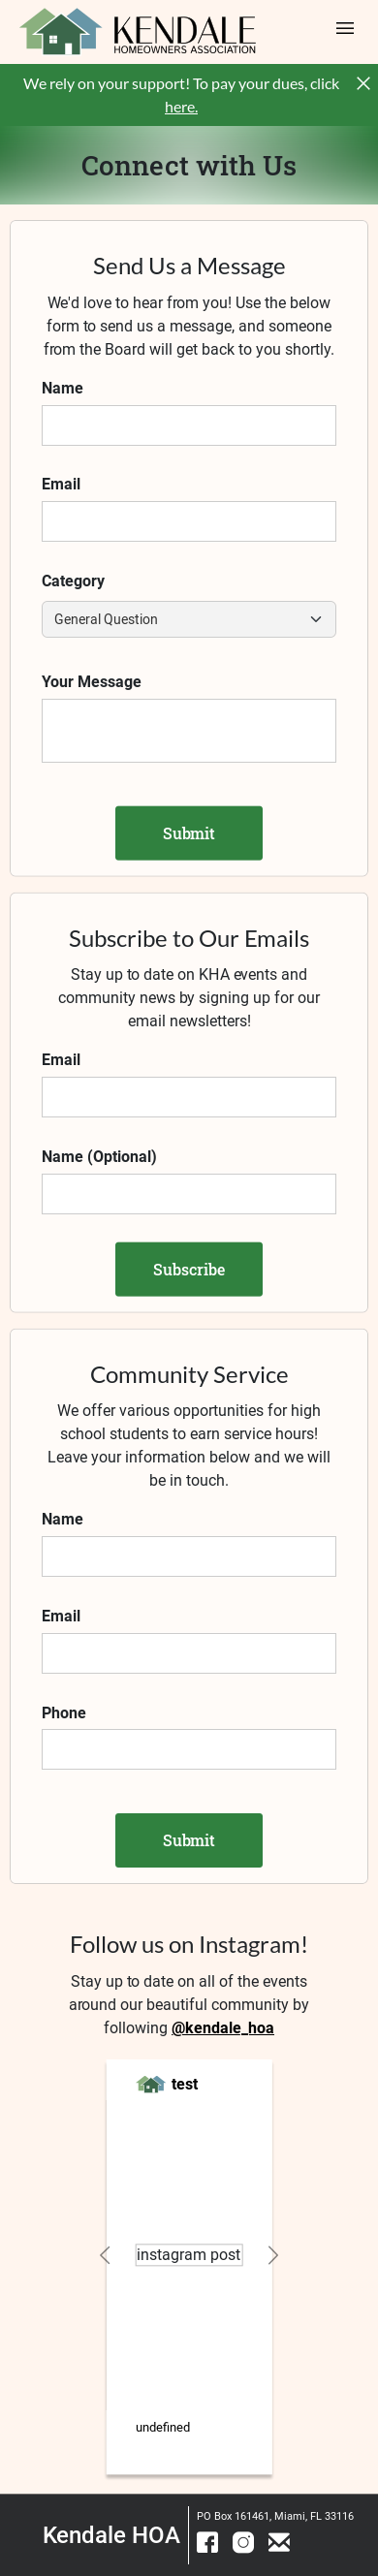 KENDALE
HOMEOWNERS ASSOCIATION
We rely on your support! To pay your dues, click
here.
Connect with Us
Send Us a Message
We'd love to hear from you! Use the below
form to send us a message, and someone
from the Board will get back to you shortly.
Name
Email
Category
General Question
Your Message
Submit
Subscribe to Our Emails
Stay up to date on KHA events and
community news by signing up for our
email newsletters!
Email
Name (Optional)
Subscribe
Community Service
We offer various opportunities for high
school students to earn service hours!
Leave your information below and we will
be in touch.
Name
Email
Phone
Submit
Follow us on Instagram!
Stay up to date on all of the events
around our beautiful community by
following @kendale_hoa
test
instagram post
undefined
Kendale HOA
PO Box 161461, Miami, FL 33116